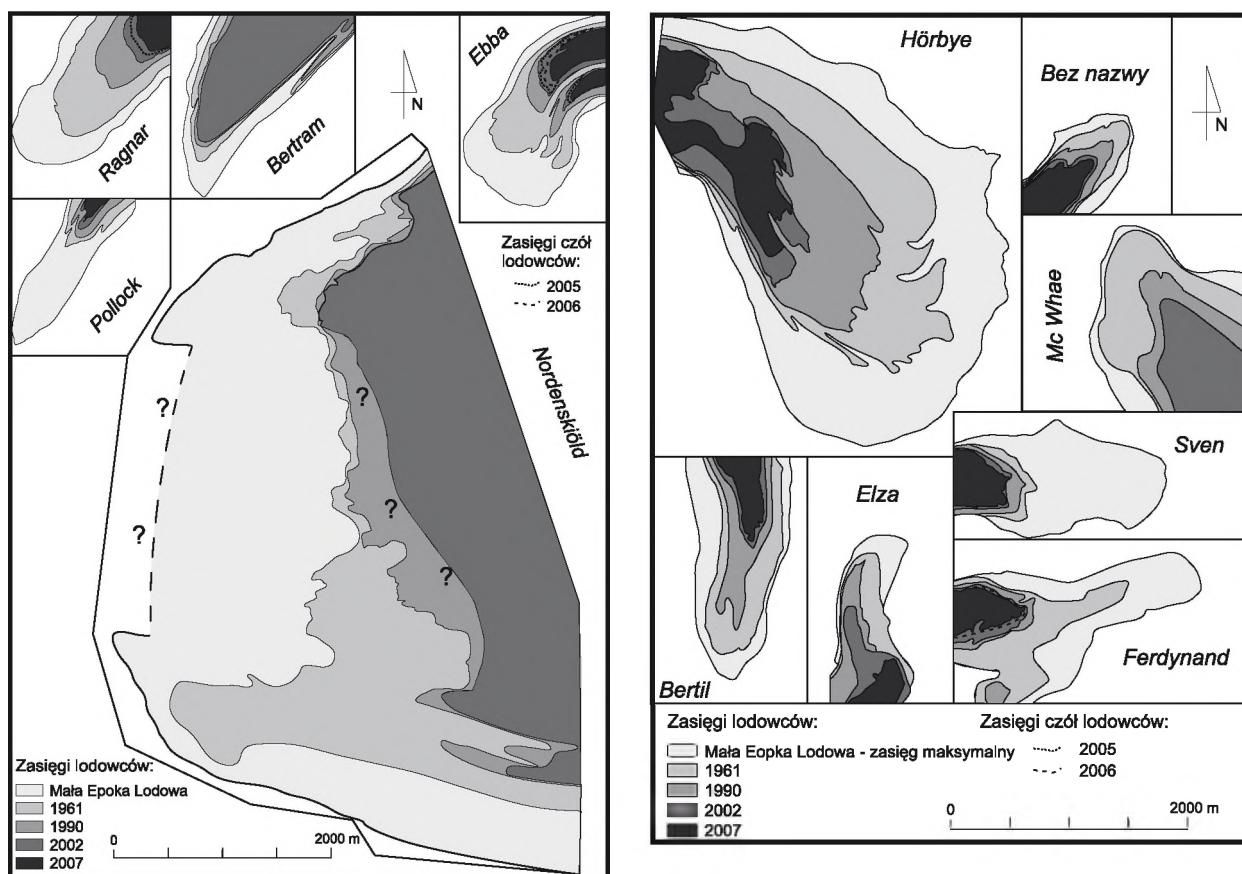 Ragnar
Bertram
N
Ebba
Pollock
Zasięgi czół
lodowców:
2005
2006
Nordenskiöld
?
?
?
?
?
Zasięgi lodowców:
Mała Epoka Lodowa
1961
1990
2002
2007
0 2000 m
Hörbye
Bez nazwy
N
Mc Whae
Sven
Elza
Bertil
Ferdynand
Zasięgi lodowców:
Mała Eopka Lodowa - zasięg maksymalny
1961
1990
2002
2007
Zasięgi czół lodowców:
2005
2006
0 2000 m